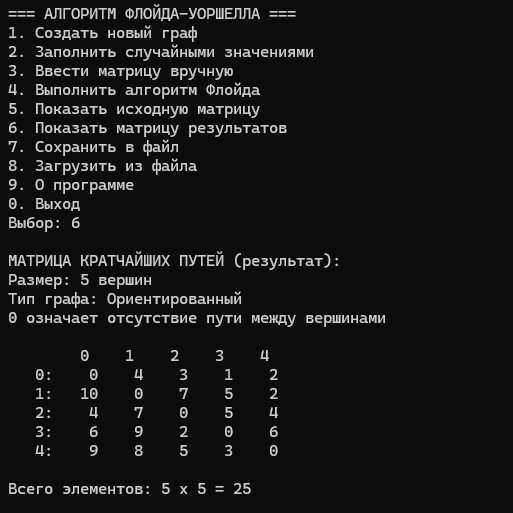 === АЛГОРИТМ ФЛОЙДА-УОРШЕЛЛА ===
1. Создать новый граф
2. Заполнить случайными значениями
3. Ввести матрицу вручную
4. Выполнить алгоритм Флойда
5. Показать исходную матрицу
6. Показать матрицу результатов
7. Сохранить в файл
8. Загрузить из файла
9. О программе
0. Выход
Выбор: 6

МАТРИЦА КРАТЧАЙШИХ ПУТЕЙ (результат):
Размер: 5 вершин
Тип графа: Ориентированный
0 означает отсутствие пути между вершинами

        0    1    2    3    4
   0:    0    4    3    1    2
   1:   10    0    7    5    2
   2:    4    7    0    5    4
   3:    6    9    2    0    6
   4:    9    8    5    3    0

Всего элементов: 5 x 5 = 25